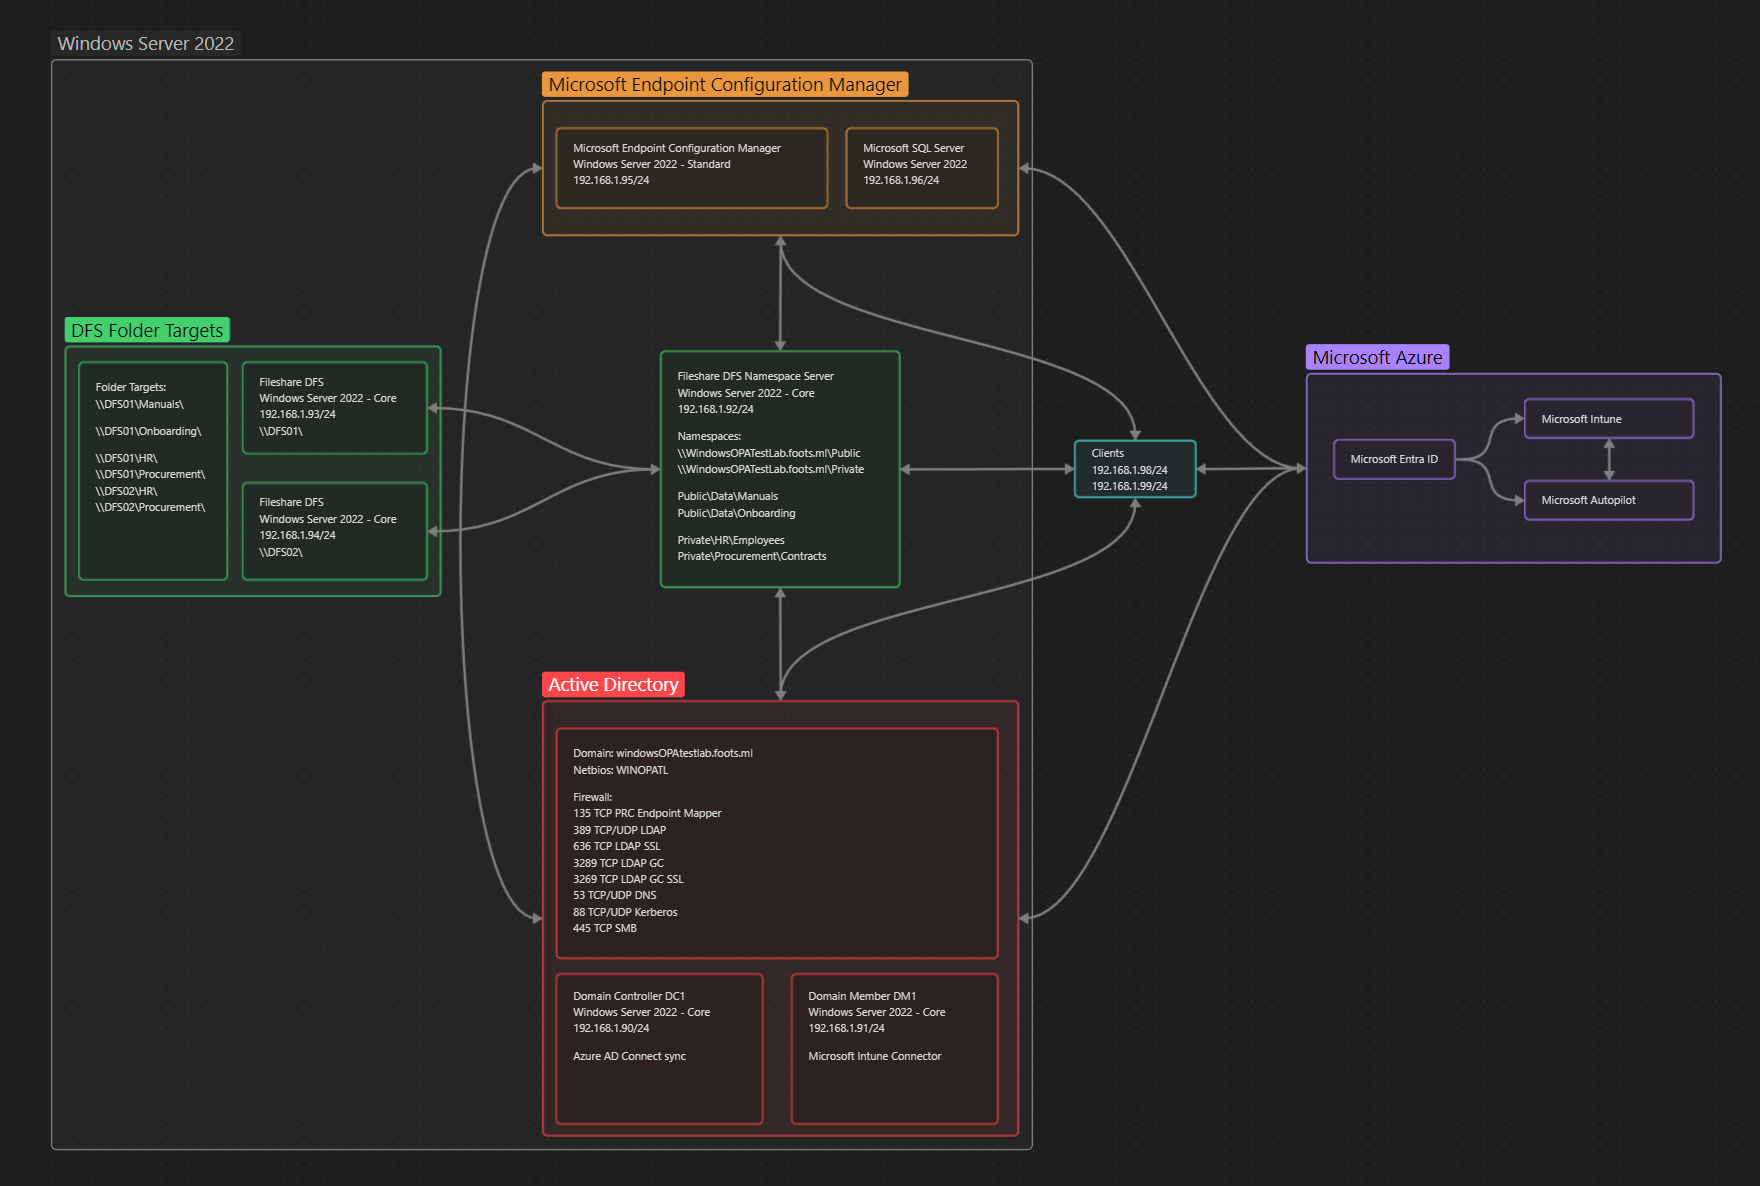 Windows Server 2022
Microsoft Endpoint Configuration Manager
Microsoft Endpoint Configuration Manager
Windows Server 2022 - Standard
192.168.1.95/24
Microsoft SQL Server
Windows Server 2022
192.168.1.96/24
DFS Folder Targets
Folder Targets:
\\DFS01\Manuals\
\\DFS01\Onboarding\
\\DFS01\HR\
\\DFS01\Procurement\
\\DFS02\HR\
\\DFS02\Procurement\
Fileshare DFS
Windows Server 2022 - Core
192.168.1.93/24
\\DFS01\
Fileshare DFS
Windows Server 2022 - Core
192.168.1.94/24
\\DFS02\
Fileshare DFS Namespace Server
Windows Server 2022 - Core
192.168.1.92/24
Namespaces:
\\WindowsOPATestLab.foots.ml\Public
\\WindowsOPATestLab.foots.ml\Private
Public\Data\Manuals
Public\Data\Onboarding
Private\HR\Employees
Private\Procurement\Contracts
Clients
192.168.1.98/24
192.168.1.99/24
Microsoft Azure
Microsoft Entra ID
Microsoft Intune
Microsoft Autopilot
Active Directory
Domain: windowsOPAtestlab.foots.ml
Netbios: WINOPATL
Firewall:
135 TCP PRC Endpoint Mapper
389 TCP/UDP LDAP
636 TCP LDAP SSL
3289 TCP LDAP GC
3269 TCP LDAP GC SSL
53 TCP/UDP DNS
88 TCP/UDP Kerberos
445 TCP SMB
Domain Controller DC1
Windows Server 2022 - Core
192.168.1.90/24
Azure AD Connect sync
Domain Member DM1
Windows Server 2022 - Core
192.168.1.91/24
Microsoft Intune Connector